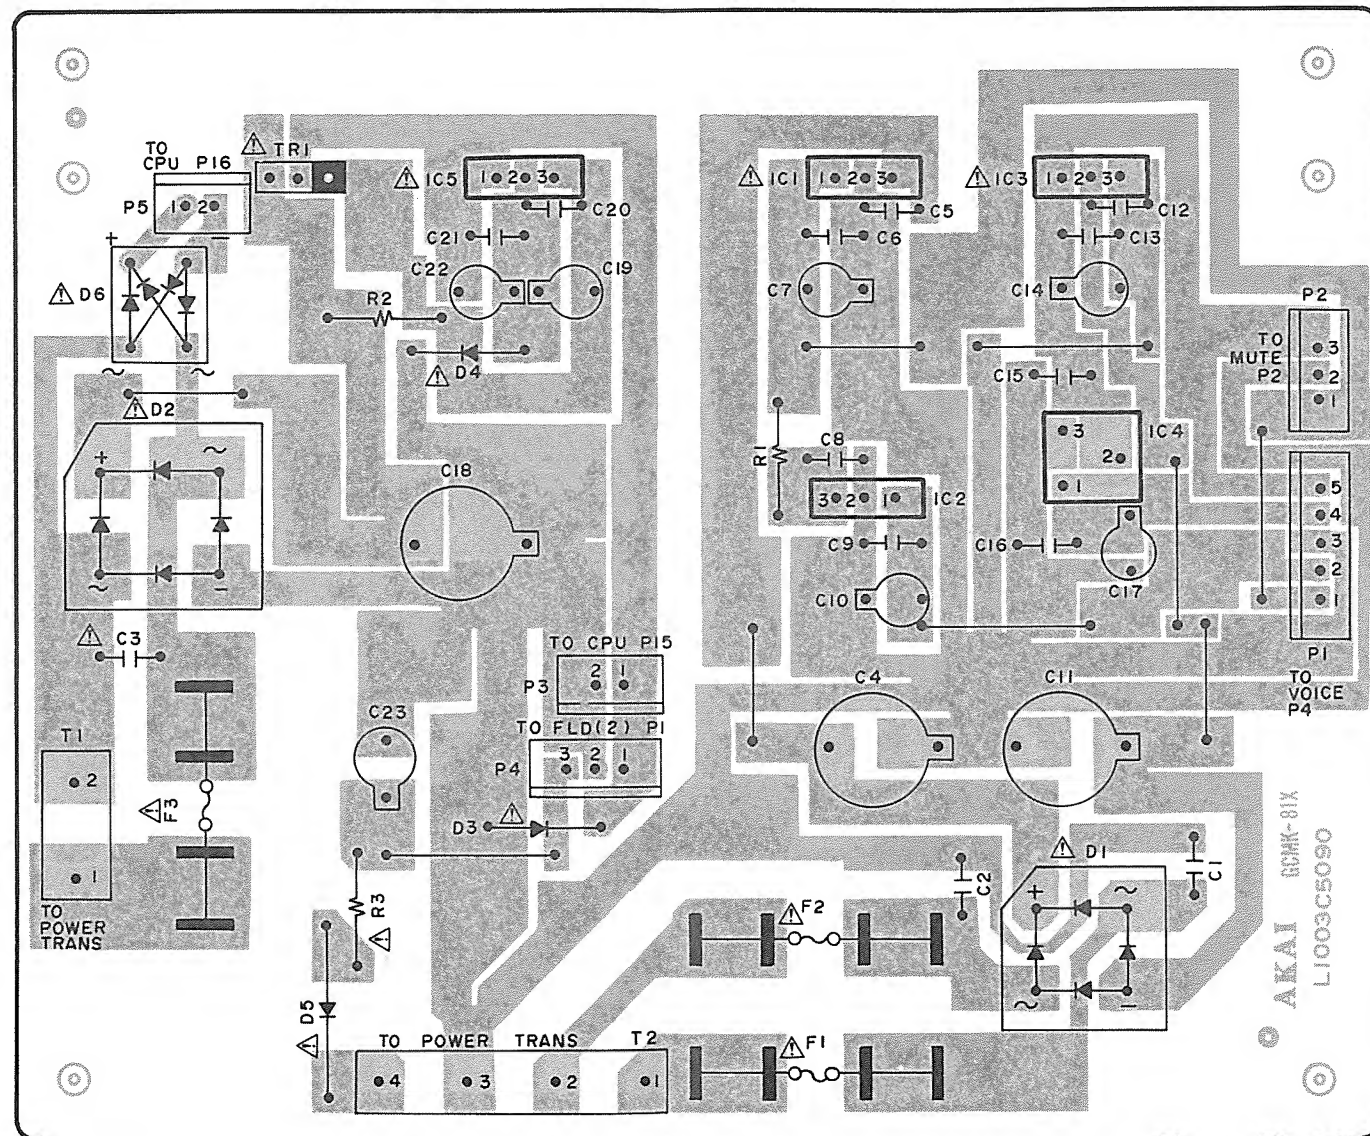 TO
CPU P16
P5 1 2
TR1
IC5 1 2 3
C20
C21
C22
C19
R2
D4
D6
+
-
~
~
D2
+
~
~
-
C3
C18
T1
2
1
TO
POWER
TRANS
F3
C23
TO CPU P15
P3 2 1
TO FLD(2) P1
P4 3 2 1
D3
R3
D5
TO POWER TRANS T2
4 3 2 1
IC1 1 2 3
C5
C6
C7
IC3 1 2 3
C12
C13
C14
C15
R1
C8
3 2 1 IC2
C9
C10
3
2
1
IC4
C16
C17
P2
TO
MUTE
P2
3
2
1
5
4
3
2
1
P1
TO
VOICE
P4
C4
C11
C2
D1
C1
+
~
~
-
F2
F1
AKAI GCMK-81X
L1003C5090